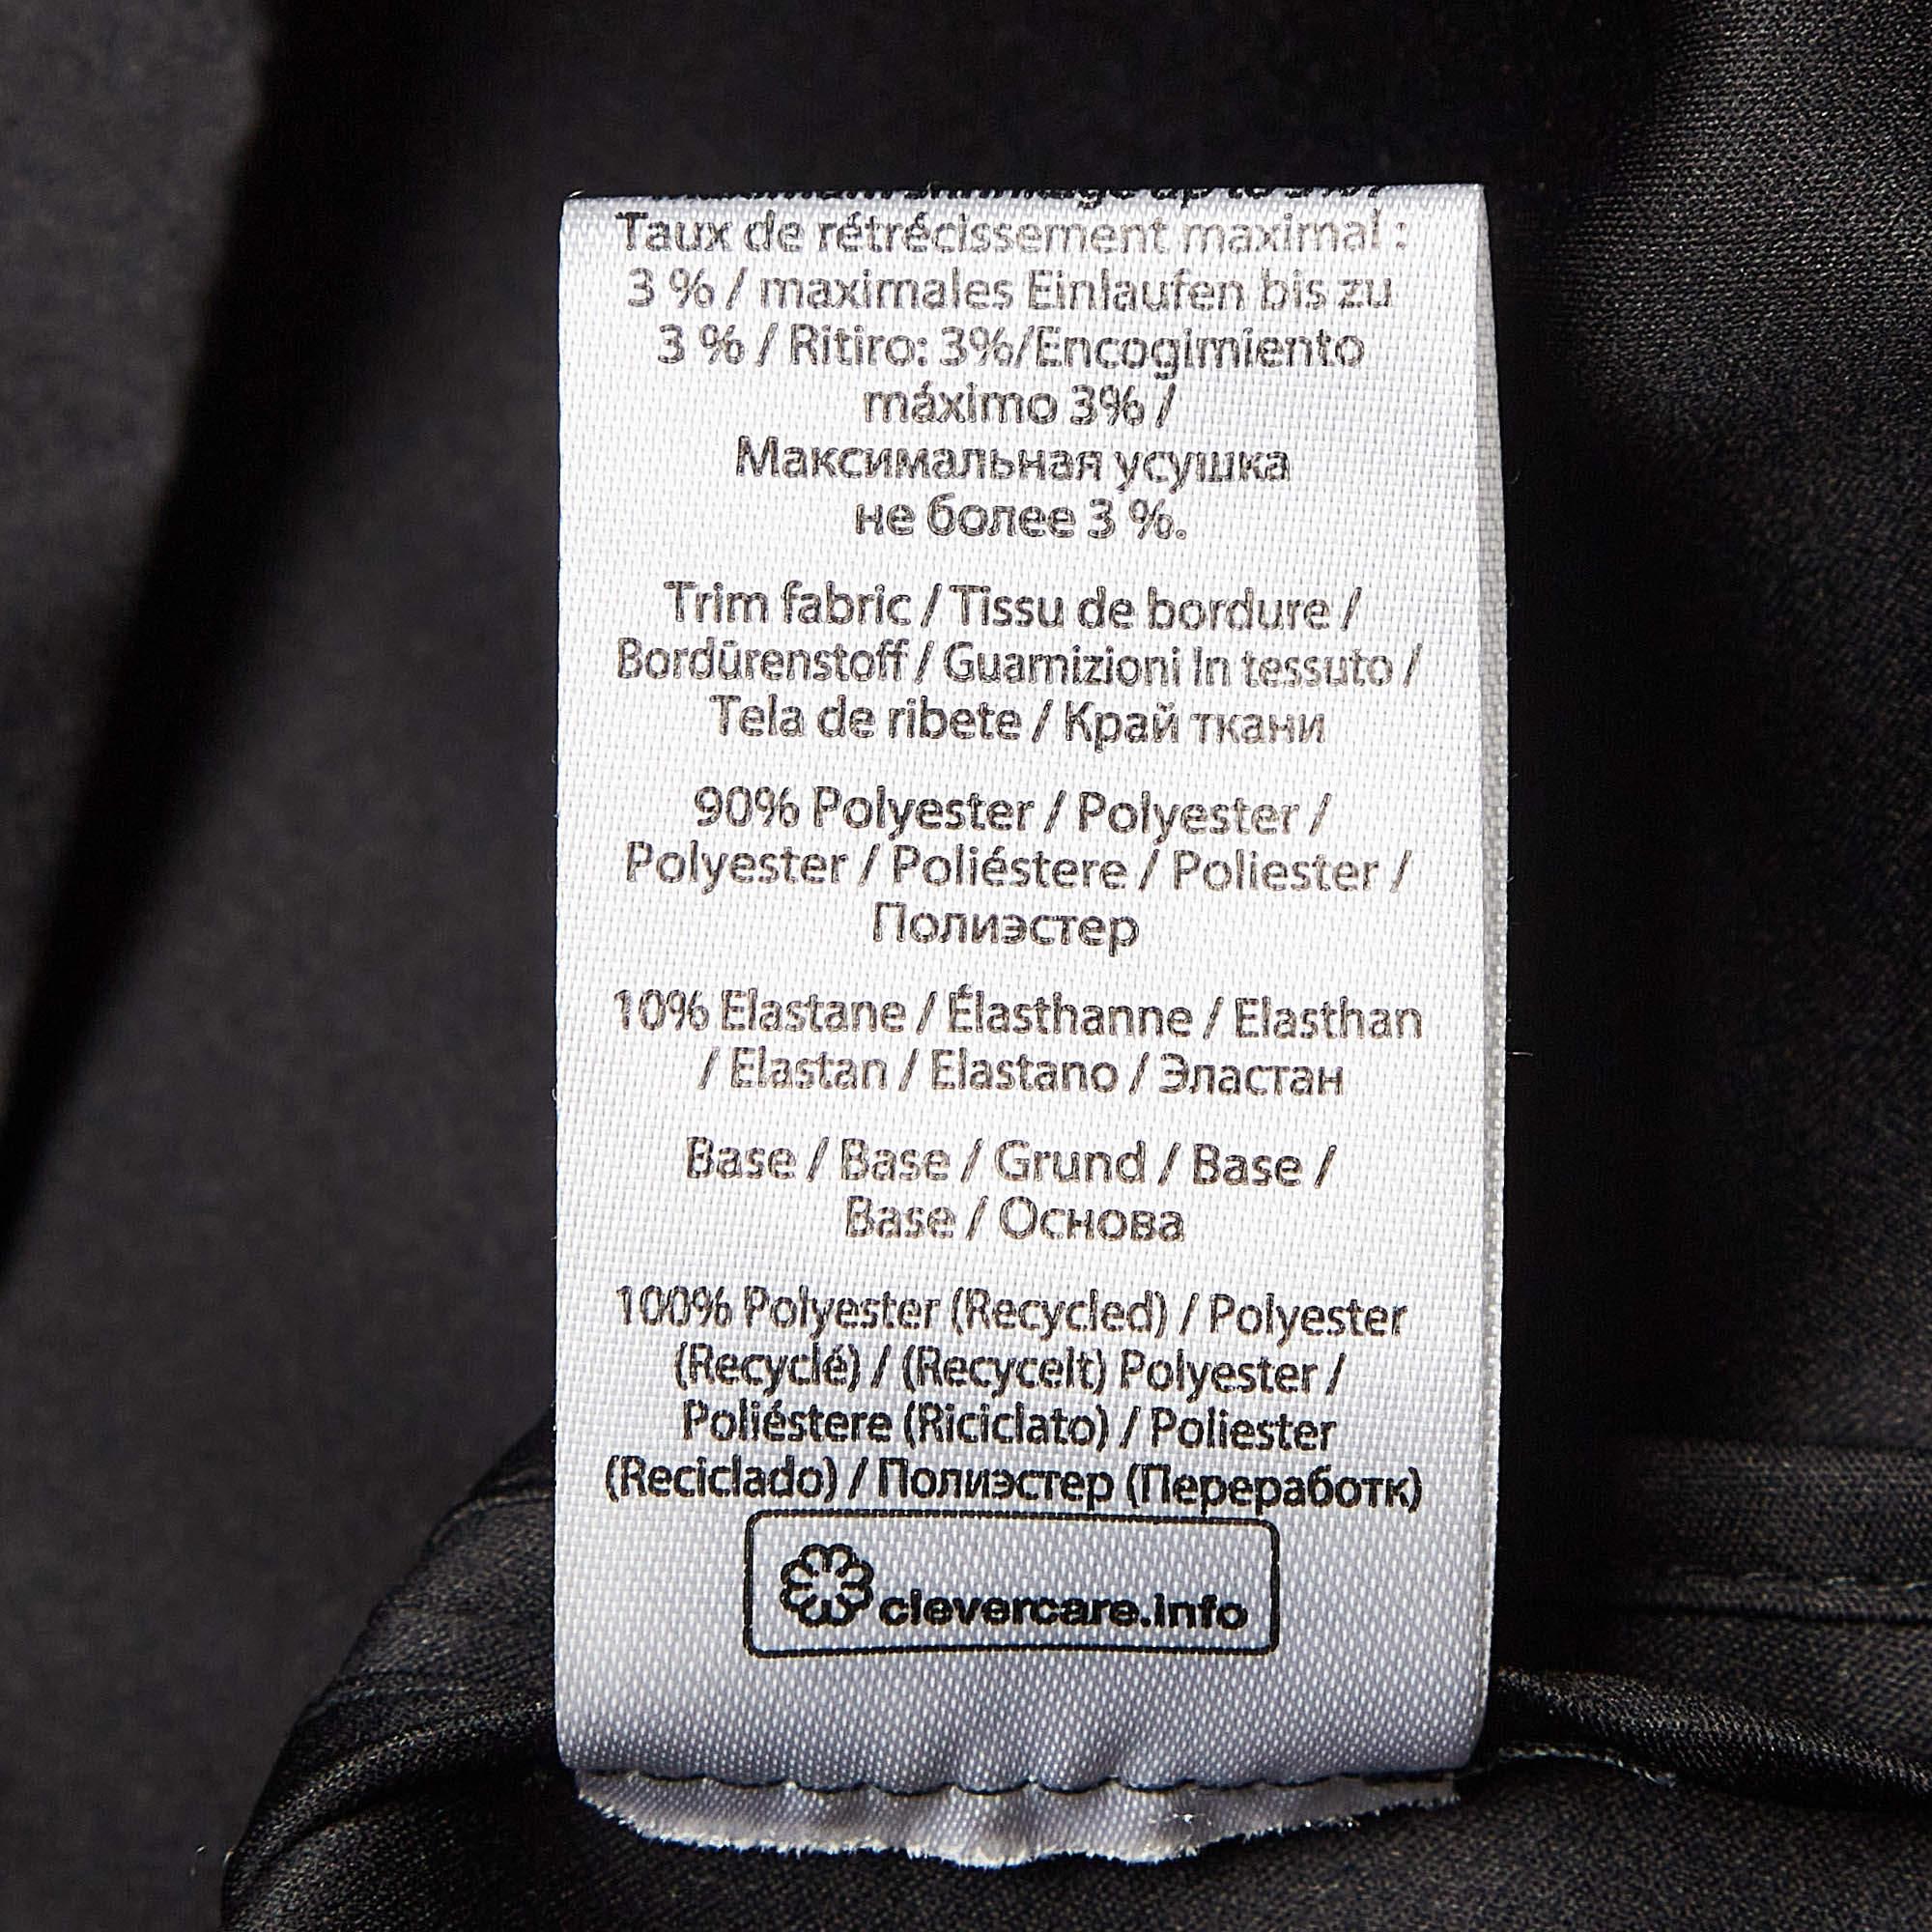 Taux de rétrécissement maximal :
3 % / maximales Einlaufen bis zu
3 % / Ritiro: 3%/Encogimiento
máximo 3% /
Максимальная усушка
не более 3 %.
Trim fabric / Tissu de bordure /
Bordürenstoff / Guarnizioni In tessuto /
Tela de ribete / Край ткани
90% Polyester / Polyester /
Polyester / Poliéstere / Poliester /
Полиэстер
10% Elastane / Élasthanne / Elasthan
/ Elastan / Elastano / Эластан
Base / Base / Grund / Base /
Base / Основа
100% Polyester (Recycled) / Polyester
(Recyclé) / (Recycelt) Polyester /
Poliéstere (Riciclato) / Poliester
(Reciclado) / Полиэстер (Переработк)
clevercare.info